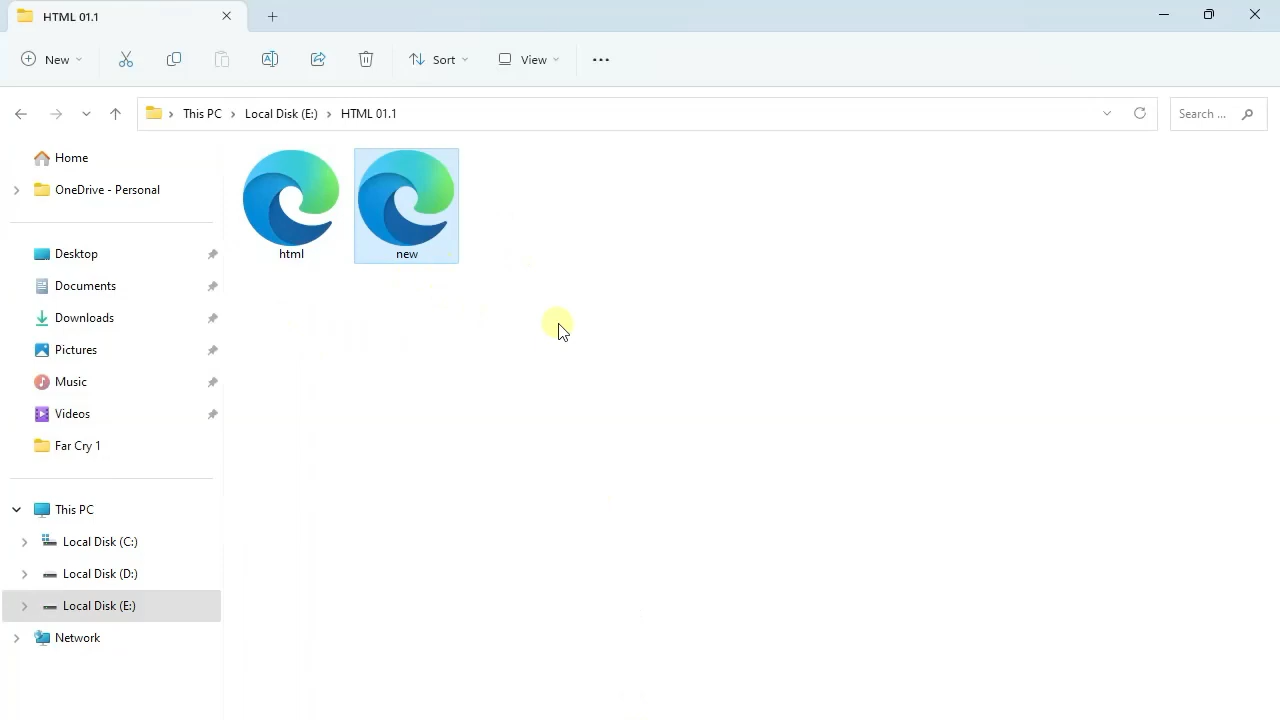 HTML 01.1
New
Sort
View
This PC
Local Disk (E:)
HTML 01.1
Search ...
Home
OneDrive - Personal
Desktop
Documents
Downloads
Pictures
Music
Videos
Far Cry 1
This PC
Local Disk (C:)
Local Disk (D:)
Local Disk (E:)
Network
html
new